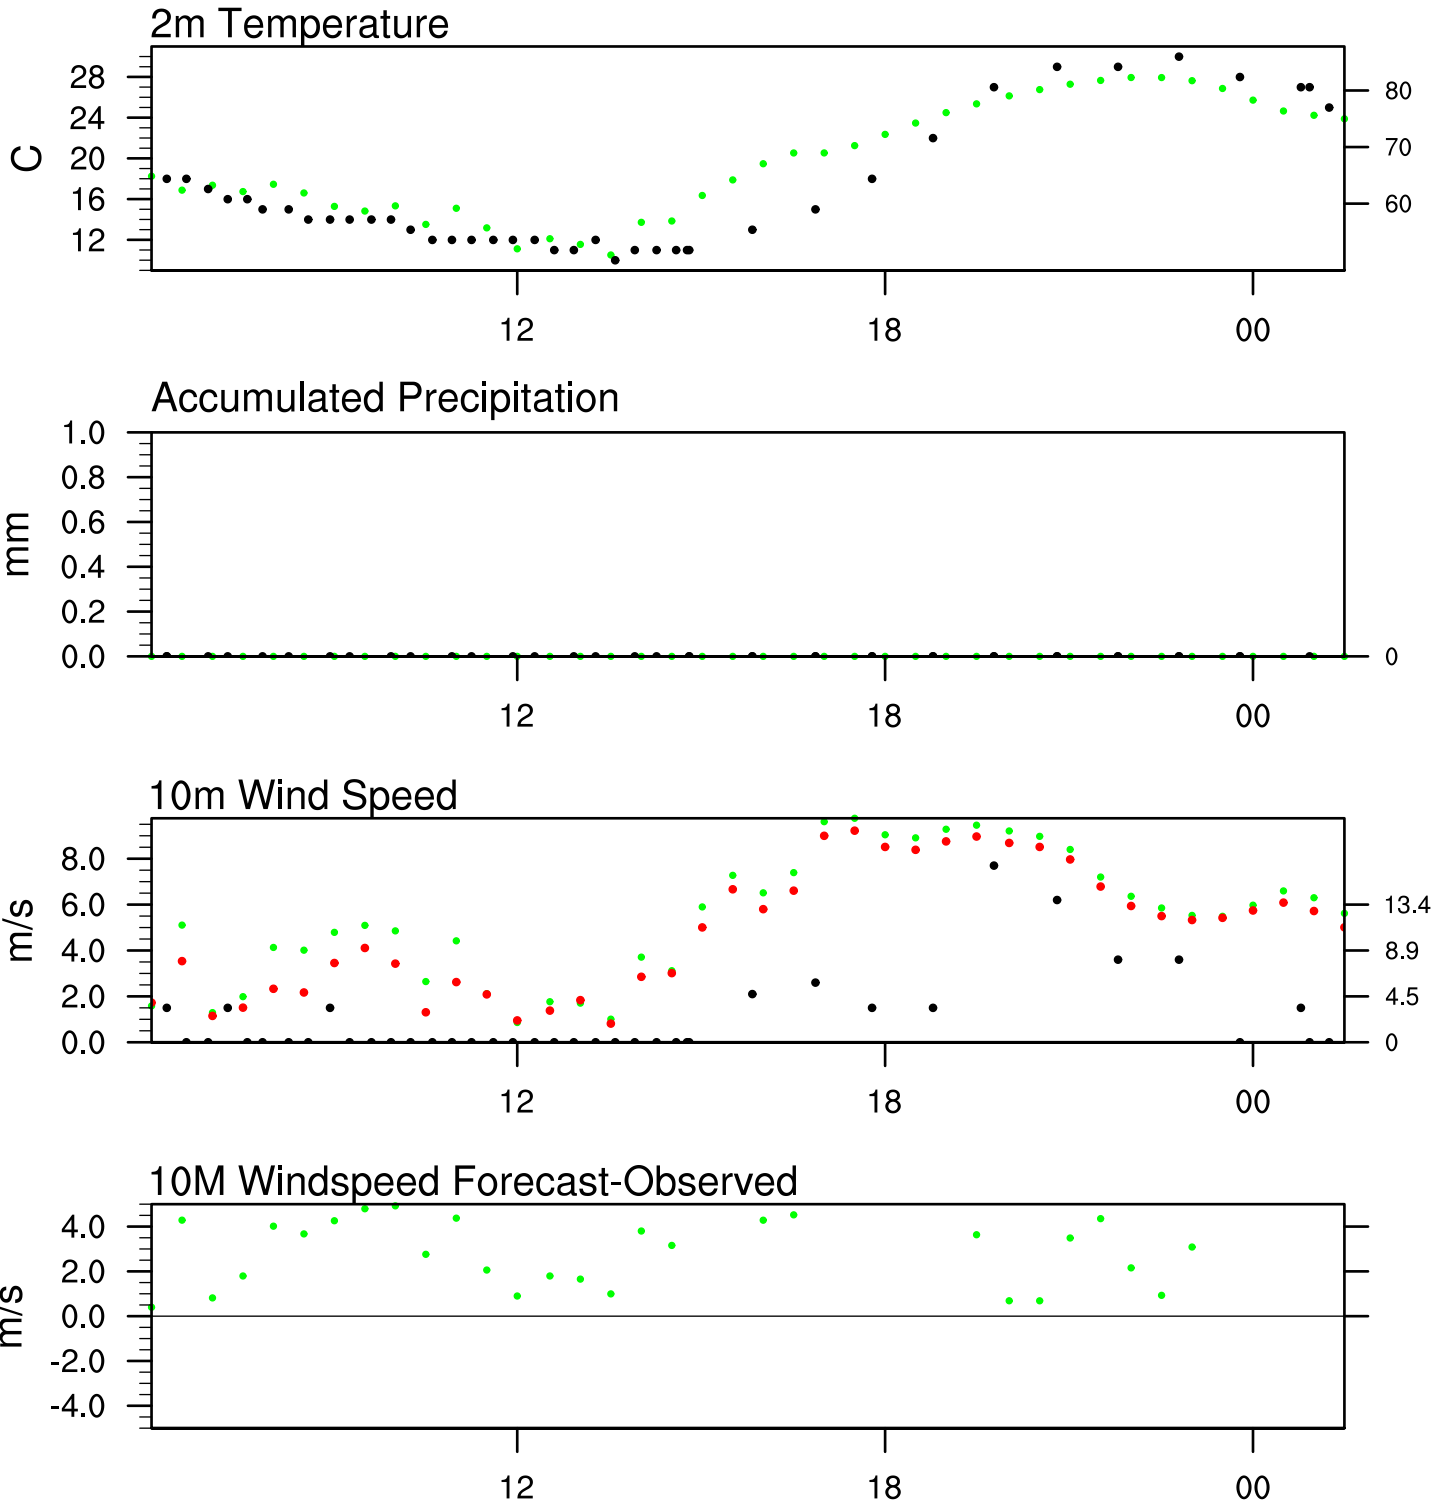 2m Temperature
28
24
20
16
12
C
80
70
60
12 18 00
Accumulated Precipitation
1.0
0.8
0.6
0.4
0.2
0.0
mm
0
12 18 00
10m Wind Speed
8.0
6.0
4.0
2.0
0.0
m/s
13.4
8.9
4.5
0
12 18 00
10M Windspeed Forecast-Observed
4.0
2.0
0.0
-2.0
-4.0
m/s
12 18 00